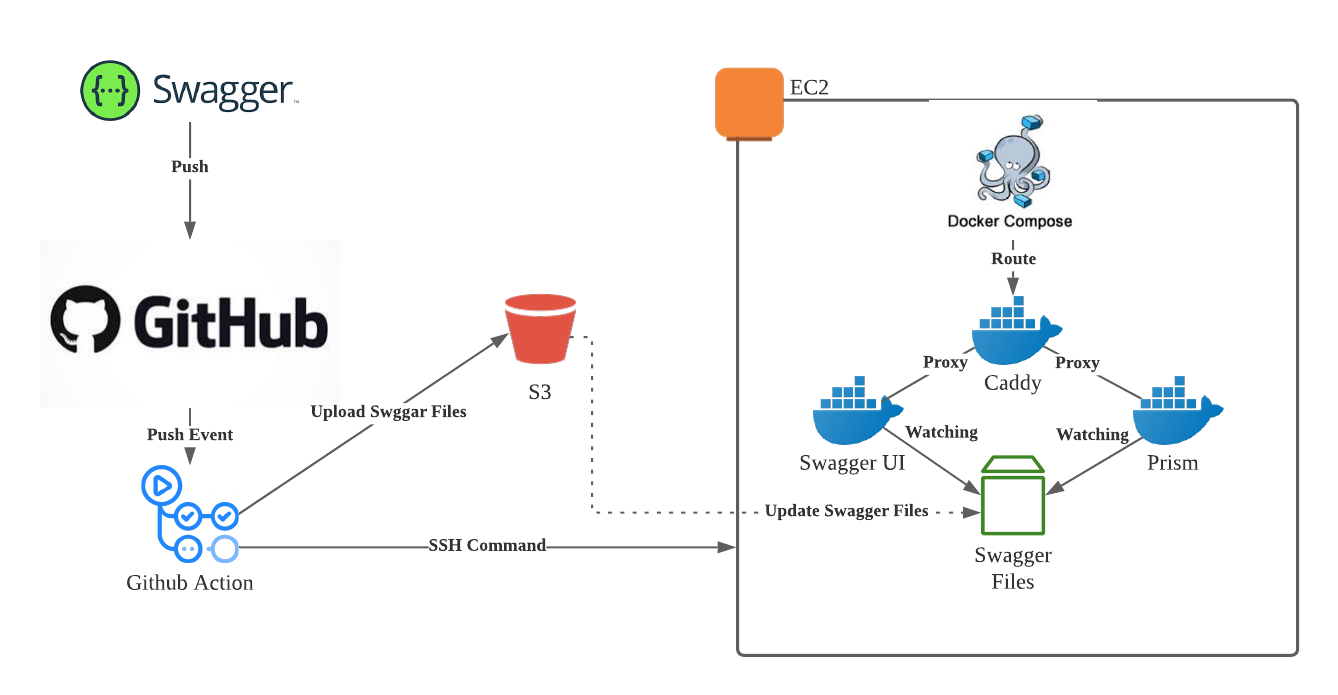 Swagger™
EC2
Push
Docker Compose
Route
GitHub
Proxy
Proxy
Caddy
S3
Upload Swggar Files
Push Event
Watching
Watching
Swagger UI
Prism
Update Swagger Files
SSH Command
Swagger
Files
Github Action